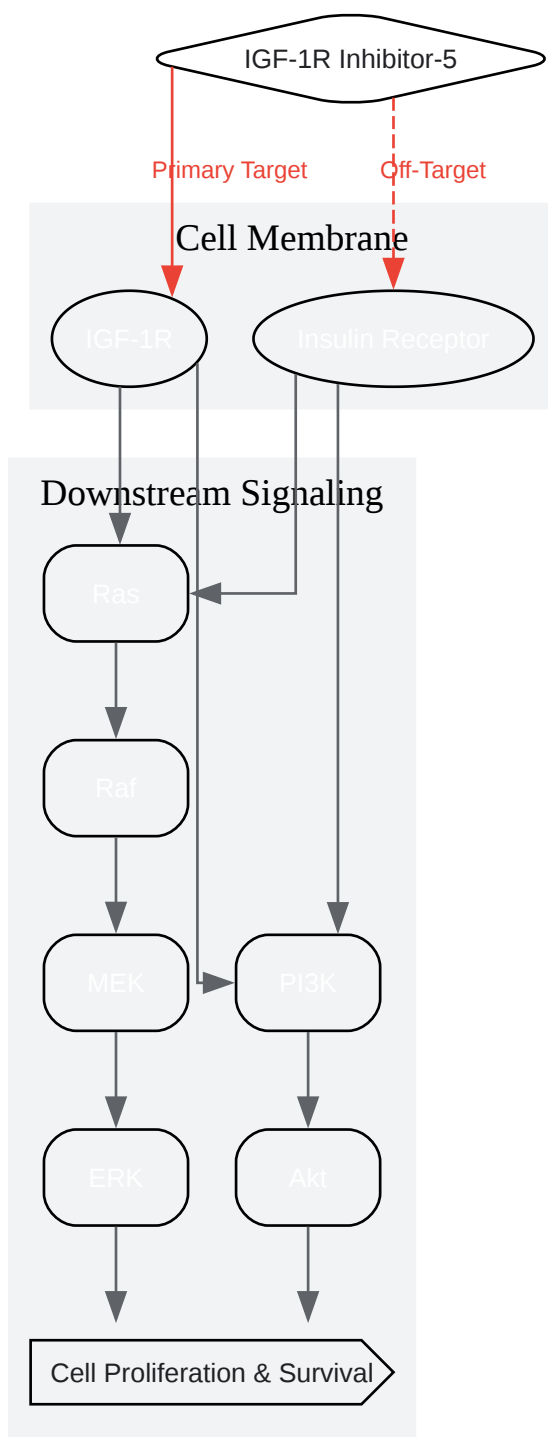 IGF-1R Inhibitor-5
Primary Target
Off-Target
Cell Membrane
IGF-1R
Insulin Receptor
Downstream Signaling
Ras
Raf
MEK
PI3K
ERK
Akt
Cell Proliferation & Survival